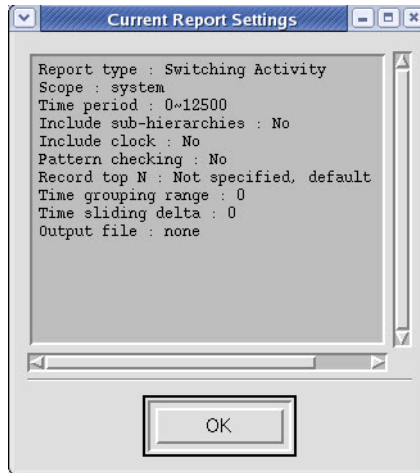 Current Report Settings
Report type : Switching Activity
Scope : system
Time period : 0~12500
Include sub-hierarchies : No
Include clock : No
Pattern checking : No
Record top N : Not specified, default
Time grouping range : 0
Time sliding delta : 0
Output file : none
OK